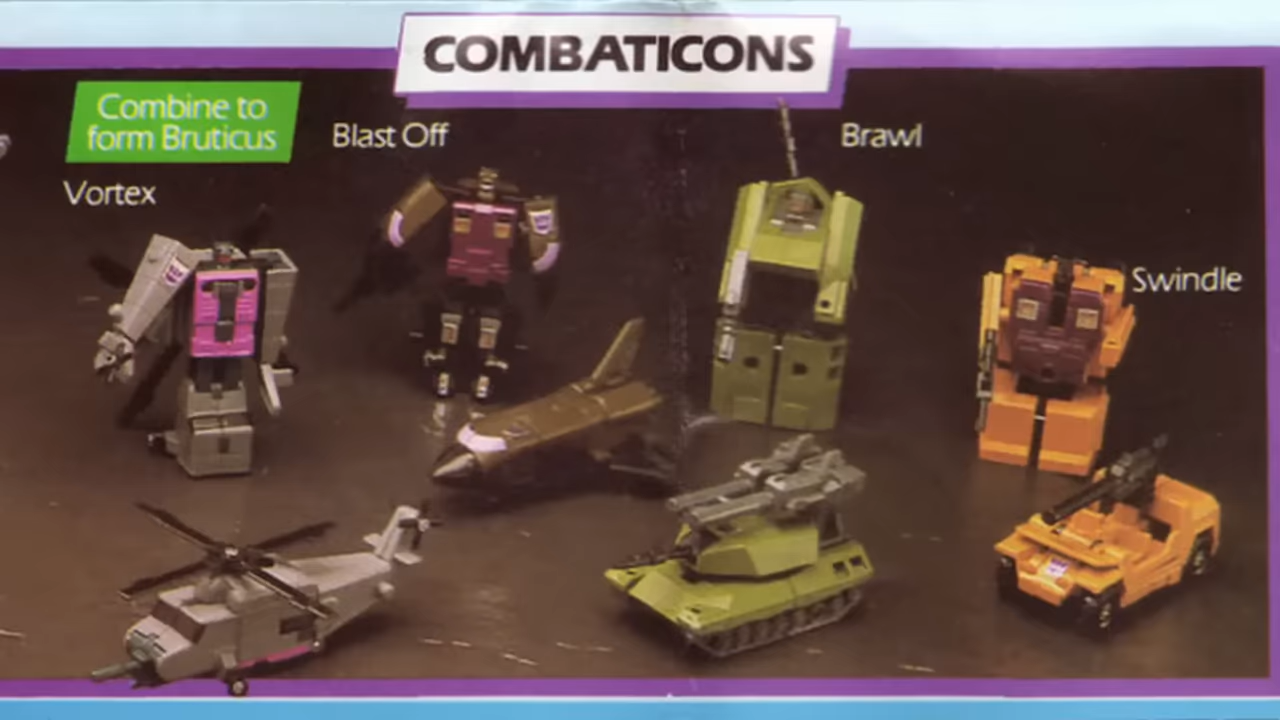 COMBATICONS
Combine to
form Bruticus
Blast Off
Brawl
Vortex
Swindle